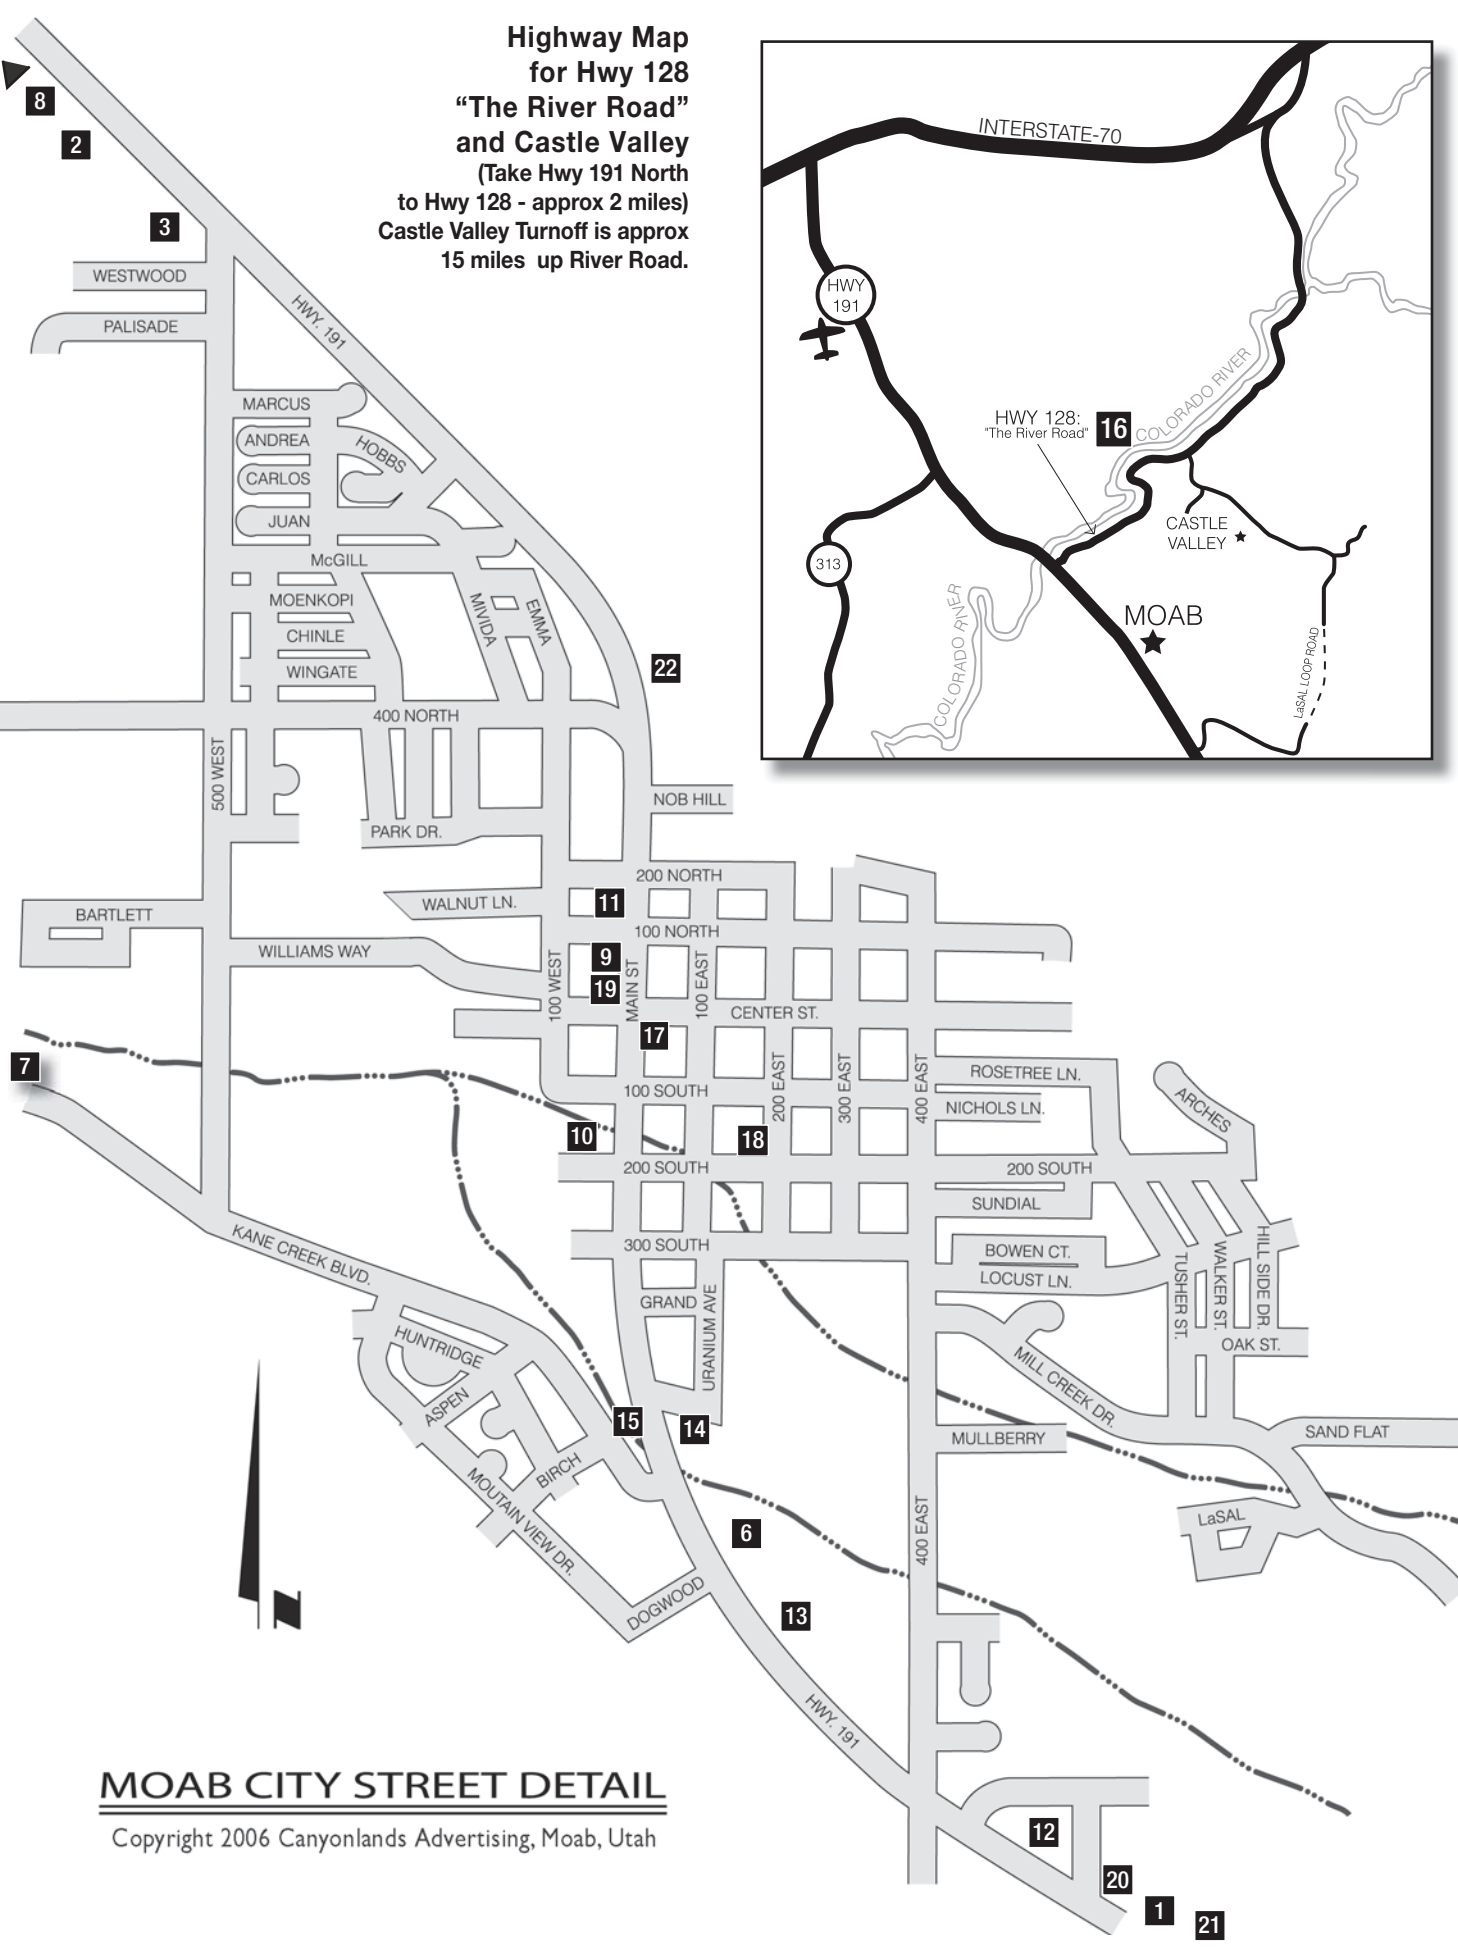 Highway Map
for Hwy 128
“The River Road”
and Castle Valley
(Take Hwy 191 North
to Hwy 128 - approx 2 miles)
Castle Valley Turnoff is approx
15 miles up River Road.
INTERSTATE-70
HWY
191
COLORADO RIVER
HWY 128:
"The River Road"
16
CASTLE
VALLEY
313
MOAB
COLORADO RIVER
LaSAL LOOP ROAD
8
2
3
WESTWOOD
PALISADE
HWY. 191
MARCUS
ANDREA
HOBBS
CARLOS
JUAN
McGILL
MOENKOPI
CHINLE
WINGATE
MIVIDA
EMMA
22
400 NORTH
500 WEST
NOB HILL
PARK DR.
200 NORTH
WALNUT LN.
11
BARTLETT
100 NORTH
WILLIAMS WAY
9
19
100 WEST
MAIN ST
100 EAST
CENTER ST.
17
7
200 EAST
300 EAST
400 EAST
ROSETREE LN.
100 SOUTH
NICHOLS LN.
ARCHES
10
18
200 SOUTH
200 SOUTH
SUNDIAL
300 SOUTH
BOWEN CT.
LOCUST LN.
KANE CREEK BLVD.
TUSHER ST.
WALKER ST.
HILL SIDE DR.
GRAND
URANIUM AVE
OAK ST.
HUNTRIDGE
MILL CREEK DR.
ASPEN
15
14
MULLBERRY
SAND FLAT
BIRCH
MOUTAIN VIEW DR.
6
400 EAST
LaSAL
DOGWOOD
13
N
HWY. 191
MOAB CITY STREET DETAIL
Copyright 2006 Canyonlands Advertising, Moab, Utah
12
20
1
21